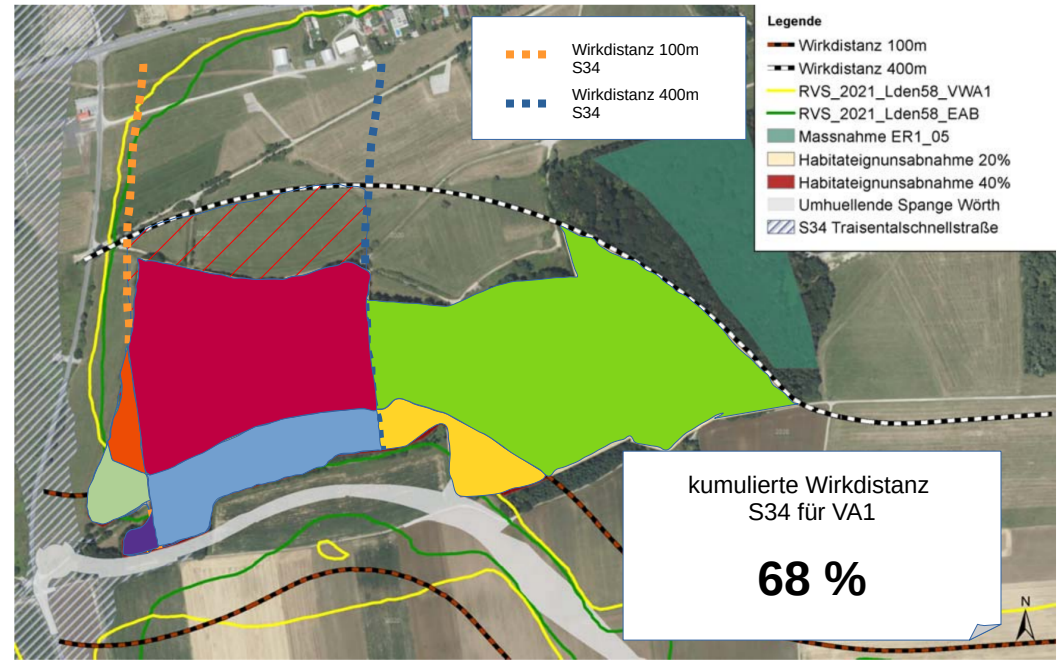 Wirkdistanz 100m
S34
Wirkdistanz 400m
S34
Legende
Wirkdistanz 100m
Wirkdistanz 400m
RVS_2021_Lden58_VWA1
RVS_2021_Lden58_EAB
Massnahme ER1_05
Habitateignunsabnahme 20%
Habitateignunsabnahme 40%
Umhuellende Spange Wörth
S34 Traisentalschnellstraße
kumulierte Wirkdistanz
S34 für VA1
68 %
N